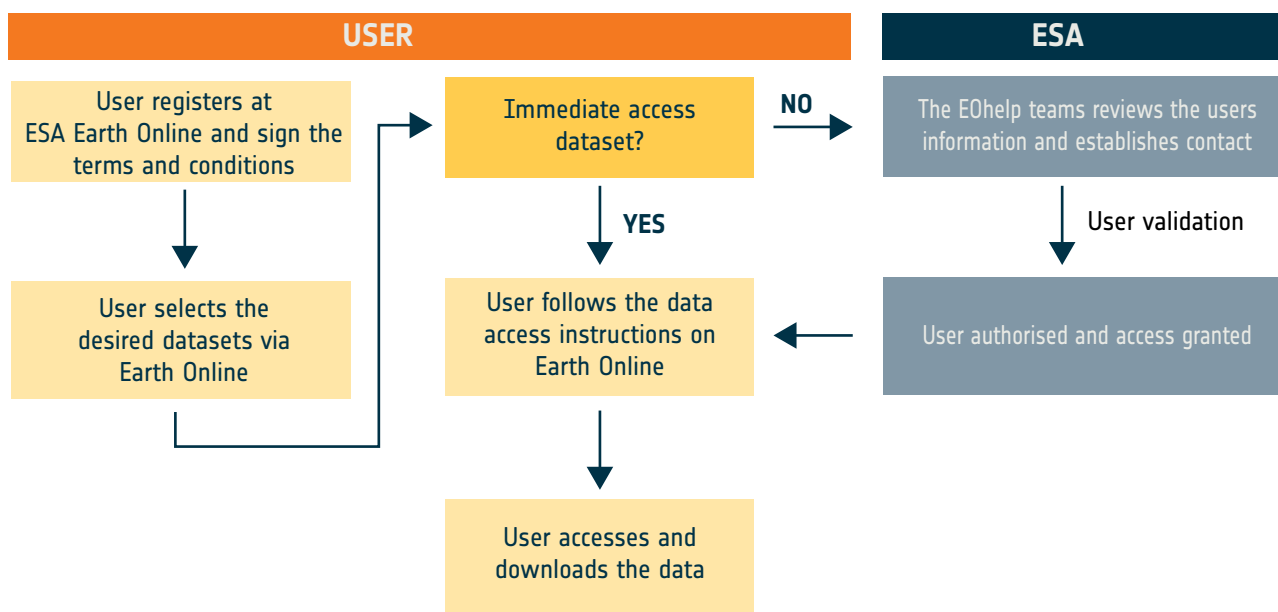 USER
ESA
User registers at
ESA Earth Online and sign the
terms and conditions
User selects the
desired datasets via
Earth Online
Immediate access
dataset?
NO
YES
The EOhelp teams reviews the users
information and establishes contact
User validation
User authorised and access granted
User follows the data
access instructions on
Earth Online
User accesses and
downloads the data